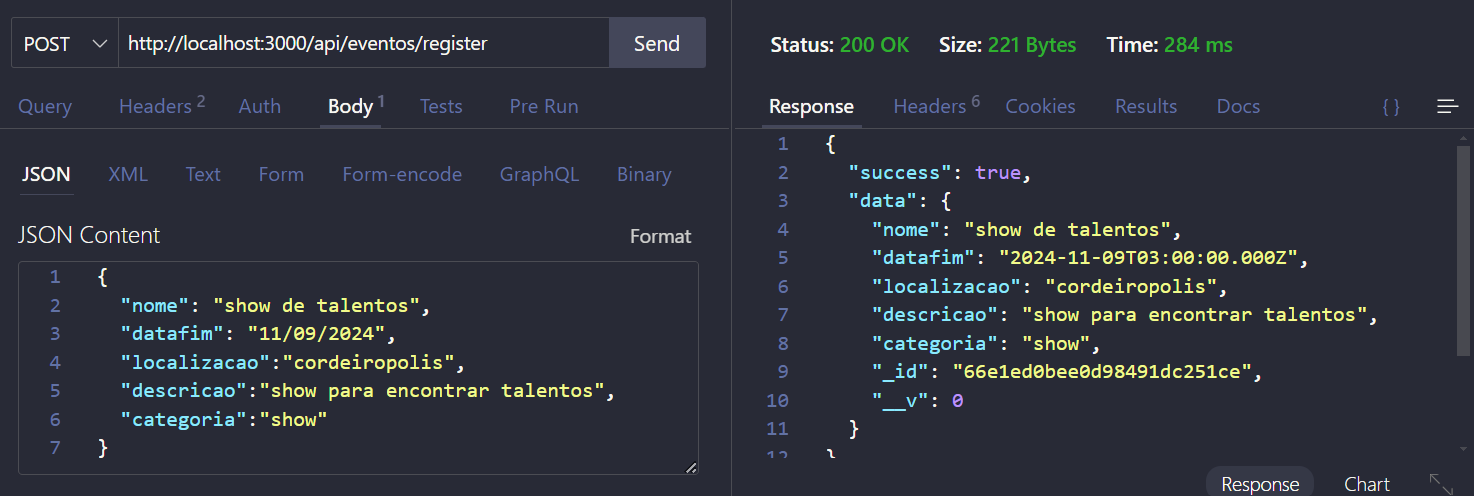 POST http://localhost:3000/api/eventos/register Send
Query Headers 2 Auth Body 1 Tests Pre Run
JSON XML Text Form Form-encode GraphQL Binary
JSON Content Format
1 {
2 "nome": "show de talentos",
3 "datafim": "11/09/2024",
4 "localizacao":"cordeiropolis",
5 "descricao":"show para encontrar talentos",
6 "categoria":"show"
7 }
Status: 200 OK Size: 221 Bytes Time: 284 ms
Response Headers 6 Cookies Results Docs { }
1 {
2 "success": true,
3 "data": {
4 "nome": "show de talentos",
5 "datafim": "2024-11-09T03:00:00.000Z",
6 "localizacao": "cordeiropolis",
7 "descricao": "show para encontrar talentos",
8 "categoria": "show",
9 "_id": "66e1ed0bee0d98491dc251ce",
10 "__v": 0
11 }
12 }
Response Chart